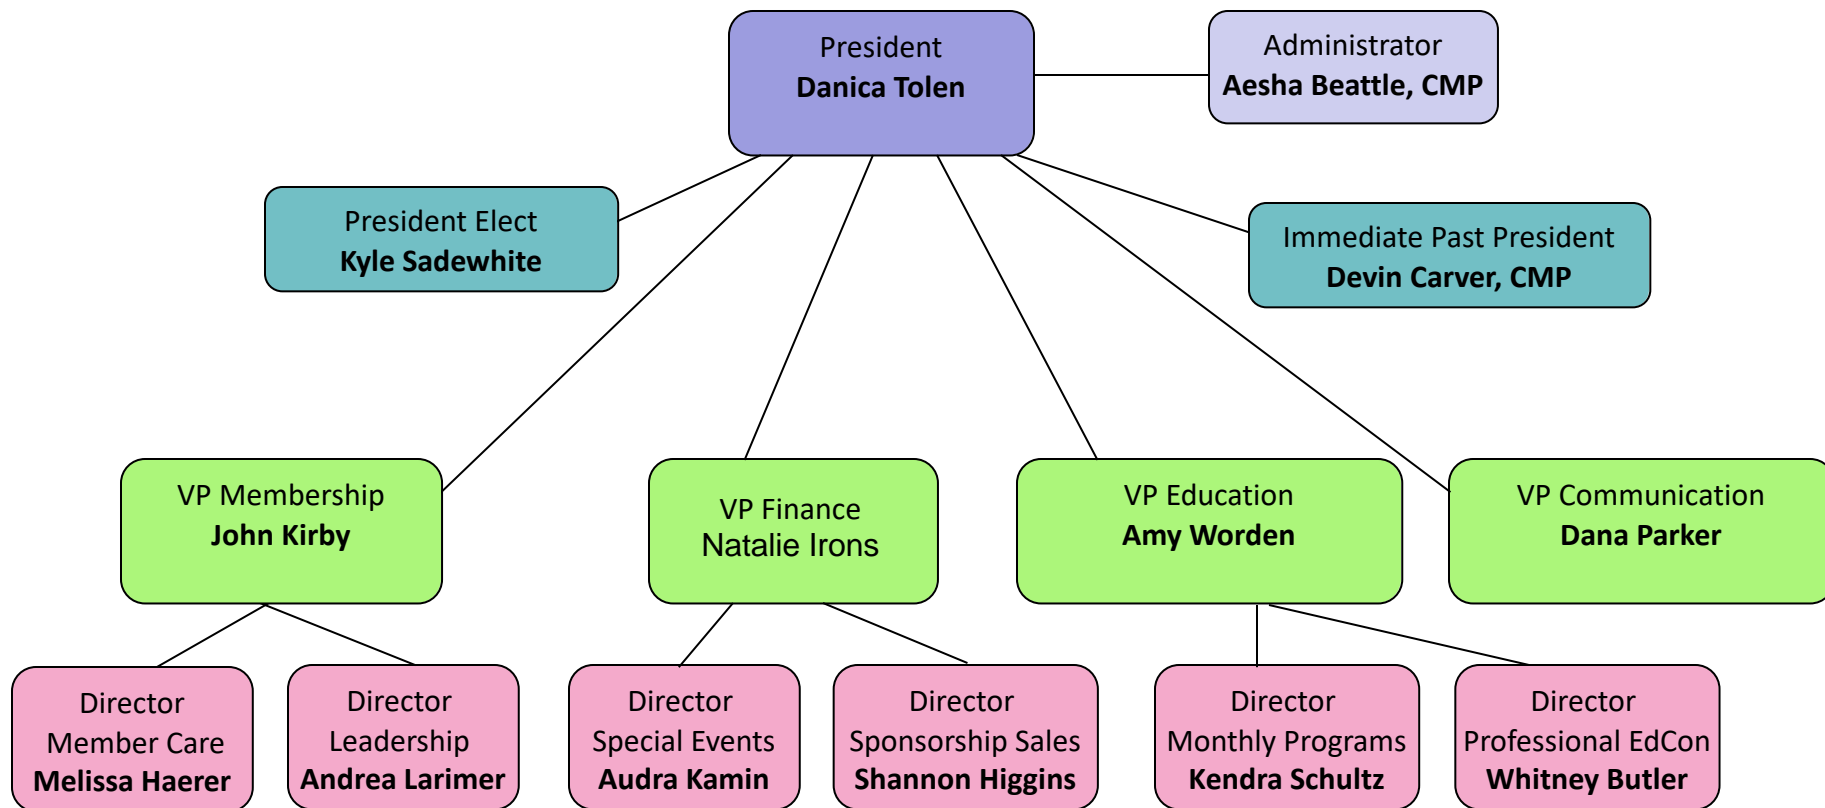 President
Danica Tolen
Administrator
Aesha Beattle, CMP
President Elect
Kyle Sadewhite
Immediate Past President
Devin Carver, CMP
VP Membership
John Kirby
VP Finance
Natalie Irons
VP Education
Amy Worden
VP Communication
Dana Parker
Director
Member Care
Melissa Haerer
Director
Leadership
Andrea Larimer
Director
Special Events
Audra Kamin
Director
Sponsorship Sales
Shannon Higgins
Director
Monthly Programs
Kendra Schultz
Director
Professional EdCon
Whitney Butler